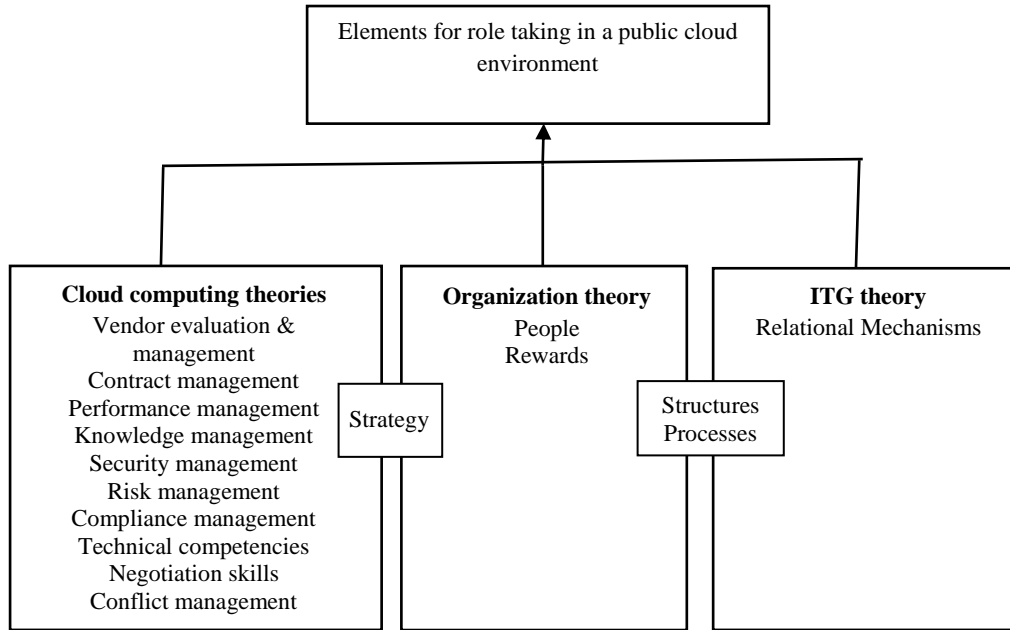 Elements for role taking in a public cloud
environment
Cloud computing theories
Vendor evaluation &
management
Contract management
Performance management
Knowledge management
Security management
Risk management
Compliance management
Technical competencies
Negotiation skills
Conflict management
Strategy
Organization theory
People
Rewards
Structures
Processes
ITG theory
Relational Mechanisms